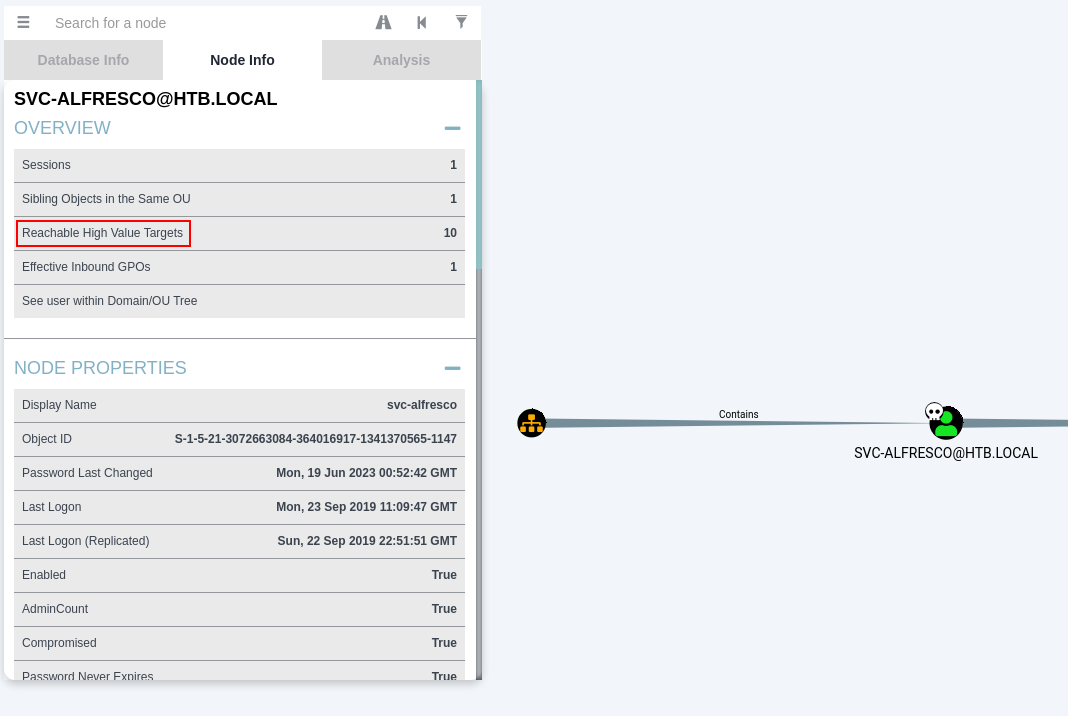 Search for a node
Database Info
Node Info
Analysis
SVC-ALFRESCO@HTB.LOCAL
OVERVIEW
Sessions 1
Sibling Objects in the Same OU 1
Reachable High Value Targets 10
Effective Inbound GPOs 1
See user within Domain/OU Tree
NODE PROPERTIES
Display Name svc-alfresco
Object ID S-1-5-21-3072663084-364016917-1341370565-1147
Password Last Changed Mon, 19 Jun 2023 00:52:42 GMT
Last Logon Mon, 23 Sep 2019 11:09:47 GMT
Last Logon (Replicated) Sun, 22 Sep 2019 22:51:51 GMT
Enabled True
AdminCount True
Compromised True
Password Never Expires True
Contains
SVC-ALFRESCO@HTB.LOCAL